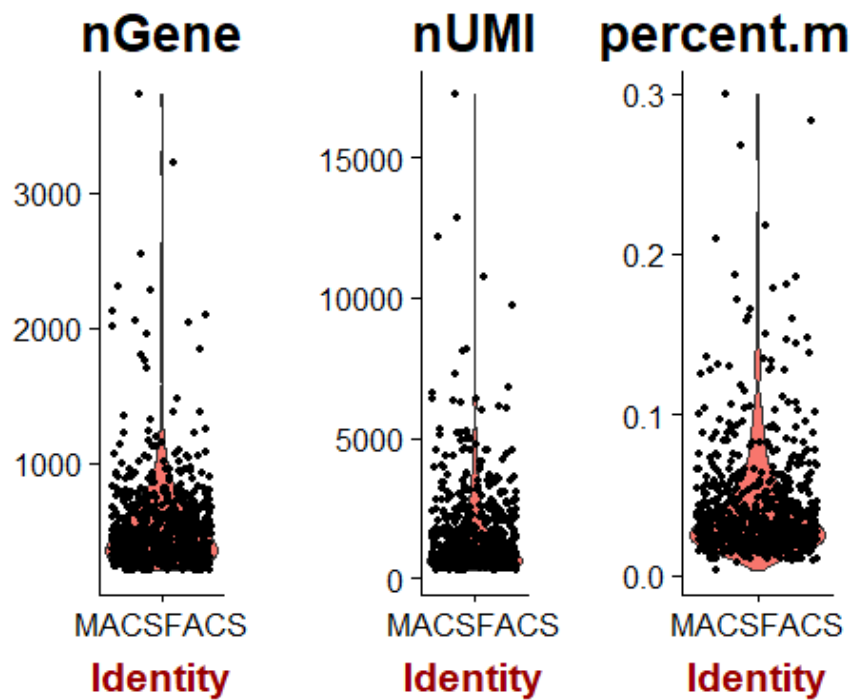 nGene
3000
2000
1000
MACSFACS
Identity
nUMI
15000
10000
5000
0
MACSFACS
Identity
percent.m
0.3
0.2
0.1
0.0
MACSFACS
Identity